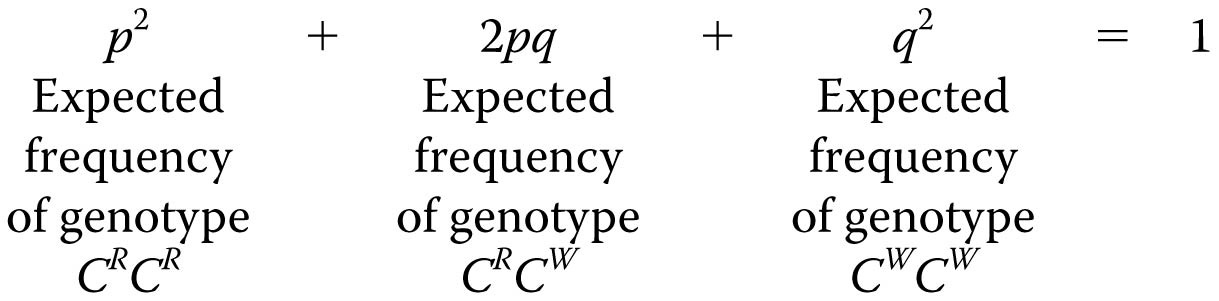 p² + 2pq + q² = 1
Expected Expected Expected
frequency frequency frequency
of genotype of genotype of genotype
CᴿCᴿ CᴿCᵂ CᵂCᵂ